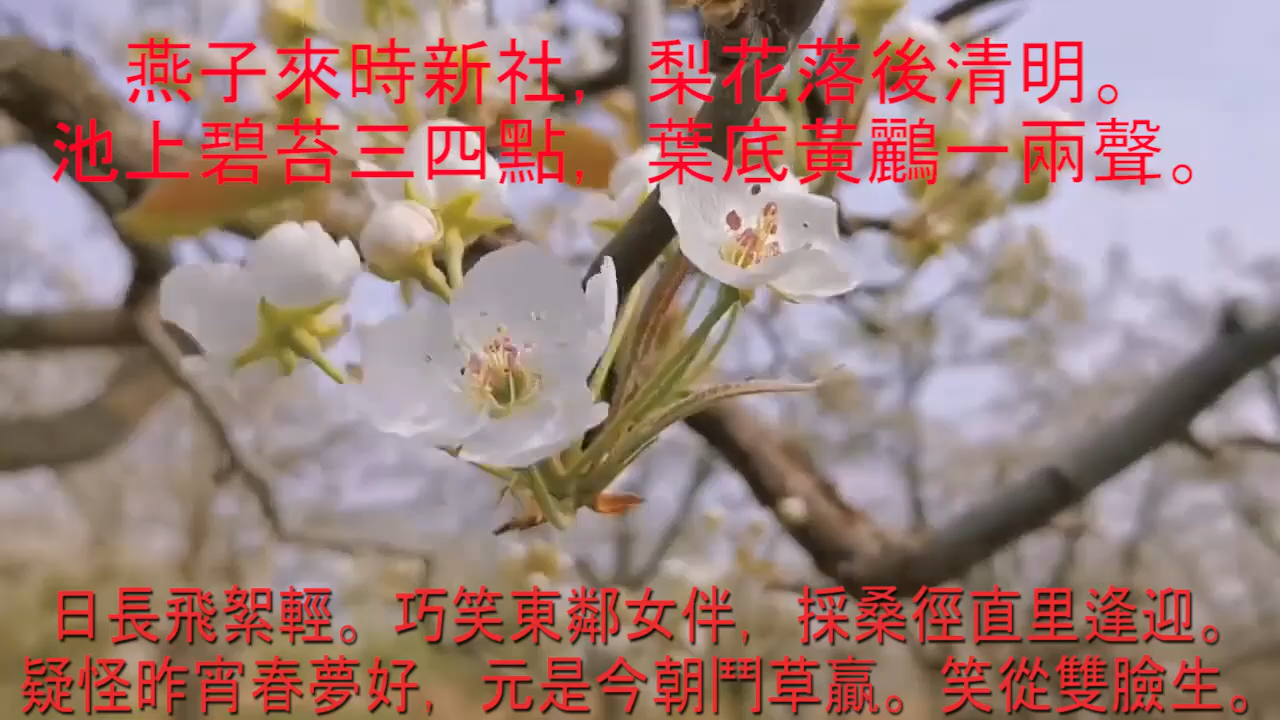 燕子來時新社，梨花落後清明。
池上碧苔三四點，葉底黃鸝一兩聲。
日長飛絮輕。巧笑東鄰女伴，採桑徑直里逢迎。
疑怪昨宵春夢好，元是今朝鬥草贏。笑從雙臉生。